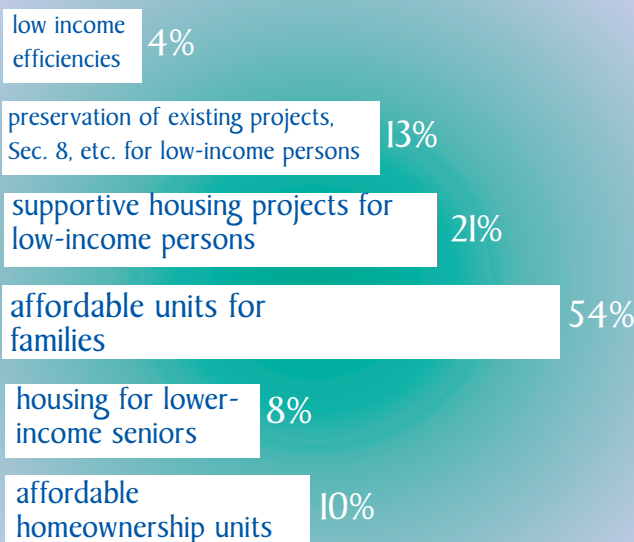 low income
efficiencies
4%
preservation of existing projects,
Sec. 8, etc. for low-income persons
13%
supportive housing projects for
low-income persons
21%
affordable units for
families
54%
housing for lower-
income seniors
8%
affordable
homeownership units
10%